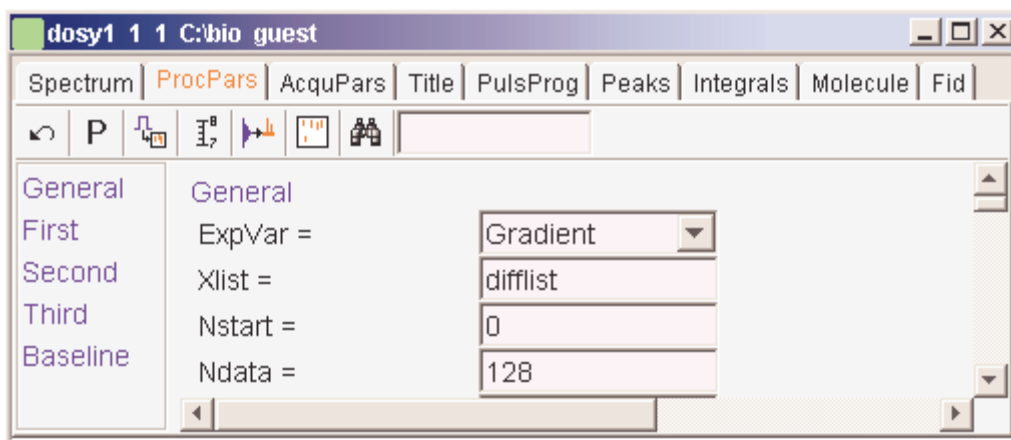 dosy1 1 1 C:\bio guest
Spectrum ProcPars AcquPars Title PulsProg Peaks Integrals Molecule Fid
P
General
First
Second
Third
Baseline
General
ExpVar = Gradient
Xlist = difflist
Nstart = 0
Ndata = 128